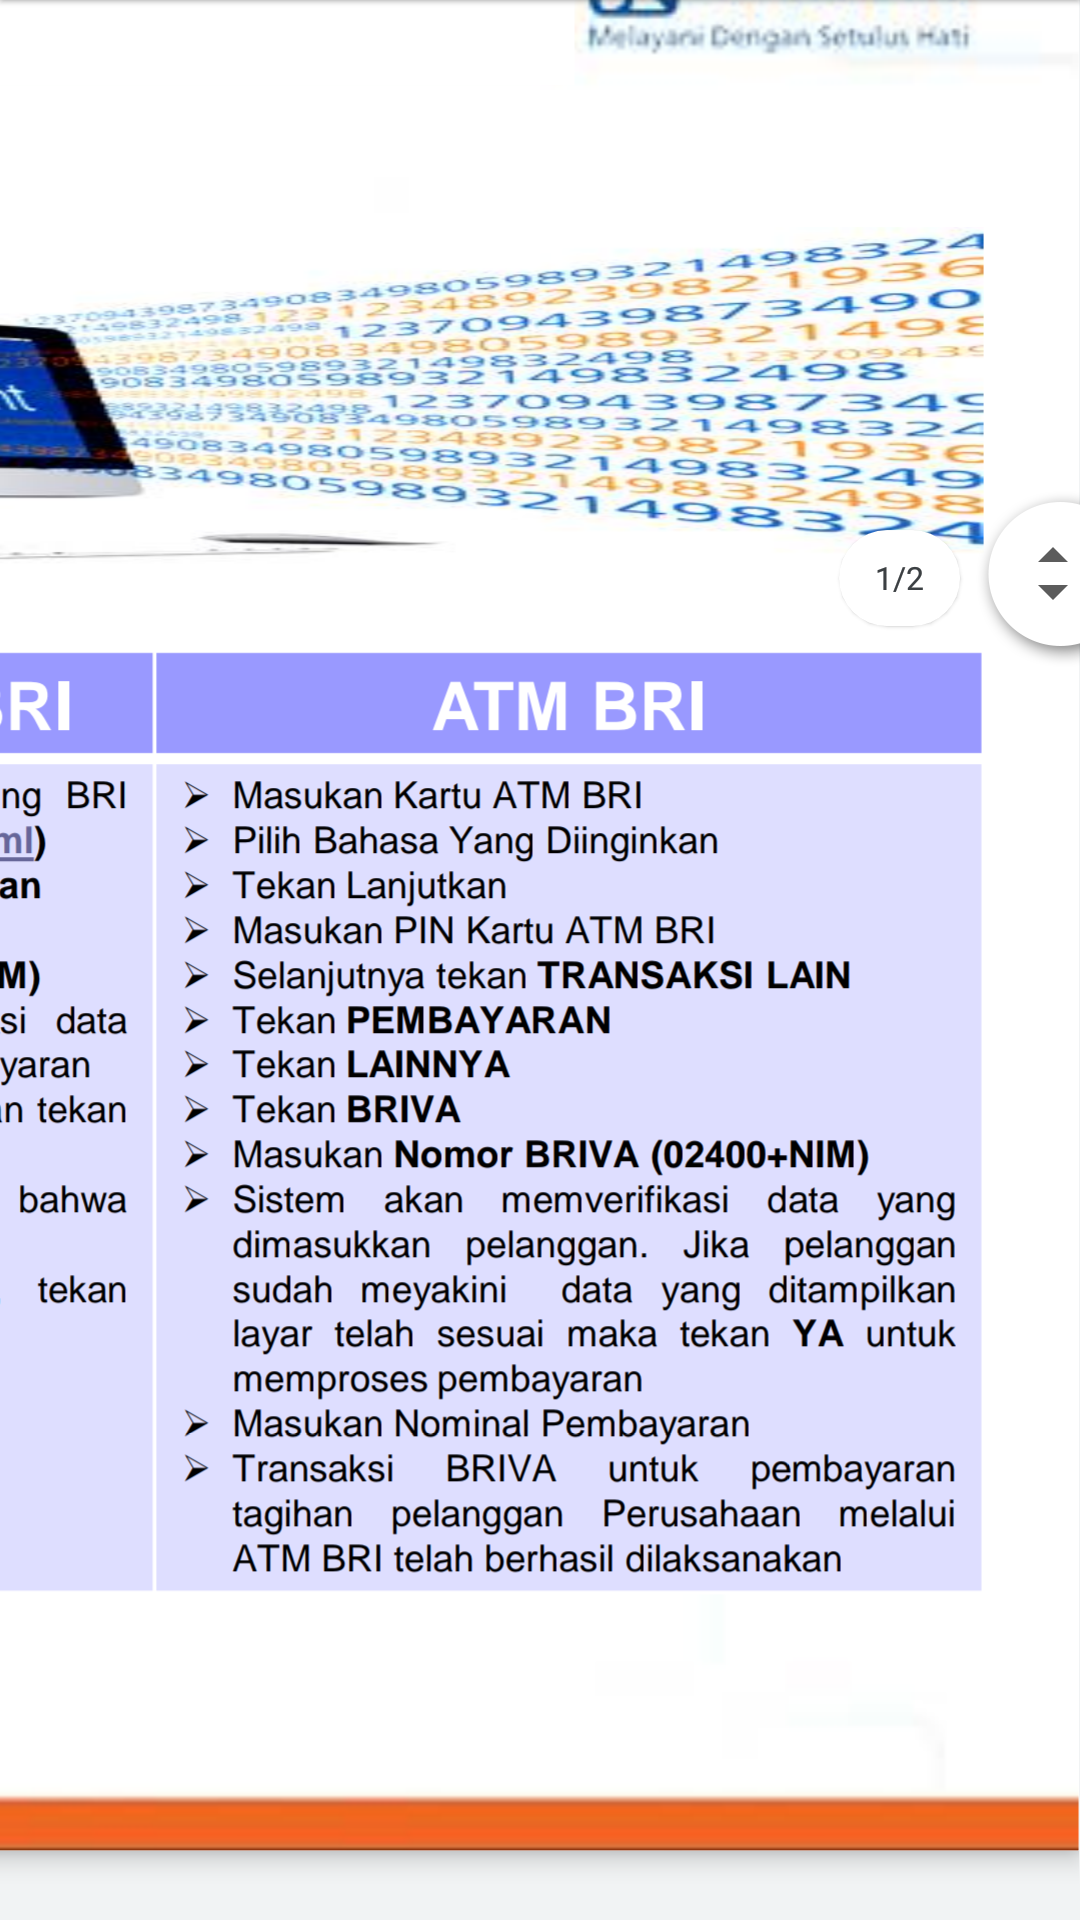 Melayani Dengan Setulus Hati
1/2
BRI
ATM BRI
ng BRI
ml)
an
M)
si data
yaran
n tekan
bahwa
tekan
➢ Masukan Kartu ATM BRI
➢ Pilih Bahasa Yang Diinginkan
➢ Tekan Lanjutkan
➢ Masukan PIN Kartu ATM BRI
➢ Selanjutnya tekan TRANSAKSI LAIN
➢ Tekan PEMBAYARAN
➢ Tekan LAINNYA
➢ Tekan BRIVA
➢ Masukan Nomor BRIVA (02400+NIM)
➢ Sistem akan memverifikasi data yang
dimasukkan pelanggan. Jika pelanggan
sudah meyakini data yang ditampilkan
layar telah sesuai maka tekan YA untuk
memproses pembayaran
➢ Masukan Nominal Pembayaran
➢ Transaksi BRIVA untuk pembayaran
tagihan pelanggan Perusahaan melalui
ATM BRI telah berhasil dilaksanakan